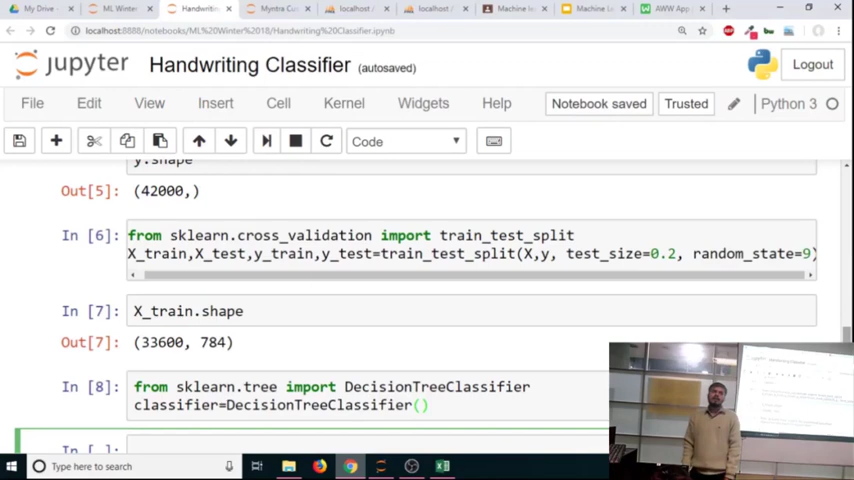 My Drive -
ML Winter
Handwriting
Myntra Cu
localhost /
localhost /
Machine le
Machine Le
AWW App
localhost:8888/notebooks/ML%20Winter%2018/Handwriting%20Classifier.ipynb
jupyter Handwriting Classifier (autosaved)
Logout
File Edit View Insert Cell Kernel Widgets Help
Notebook saved Trusted Python 3
Code
y.shape
Out[5]: (42000,)
In [6]: from sklearn.cross_validation import train_test_split
X_train,X_test,y_train,y_test=train_test_split(X,y, test_size=0.2, random_state=9)
In [7]: X_train.shape
Out[7]: (33600, 784)
In [8]: from sklearn.tree import DecisionTreeClassifier
classifier=DecisionTreeClassifier()
In [ ]:
Type here to search